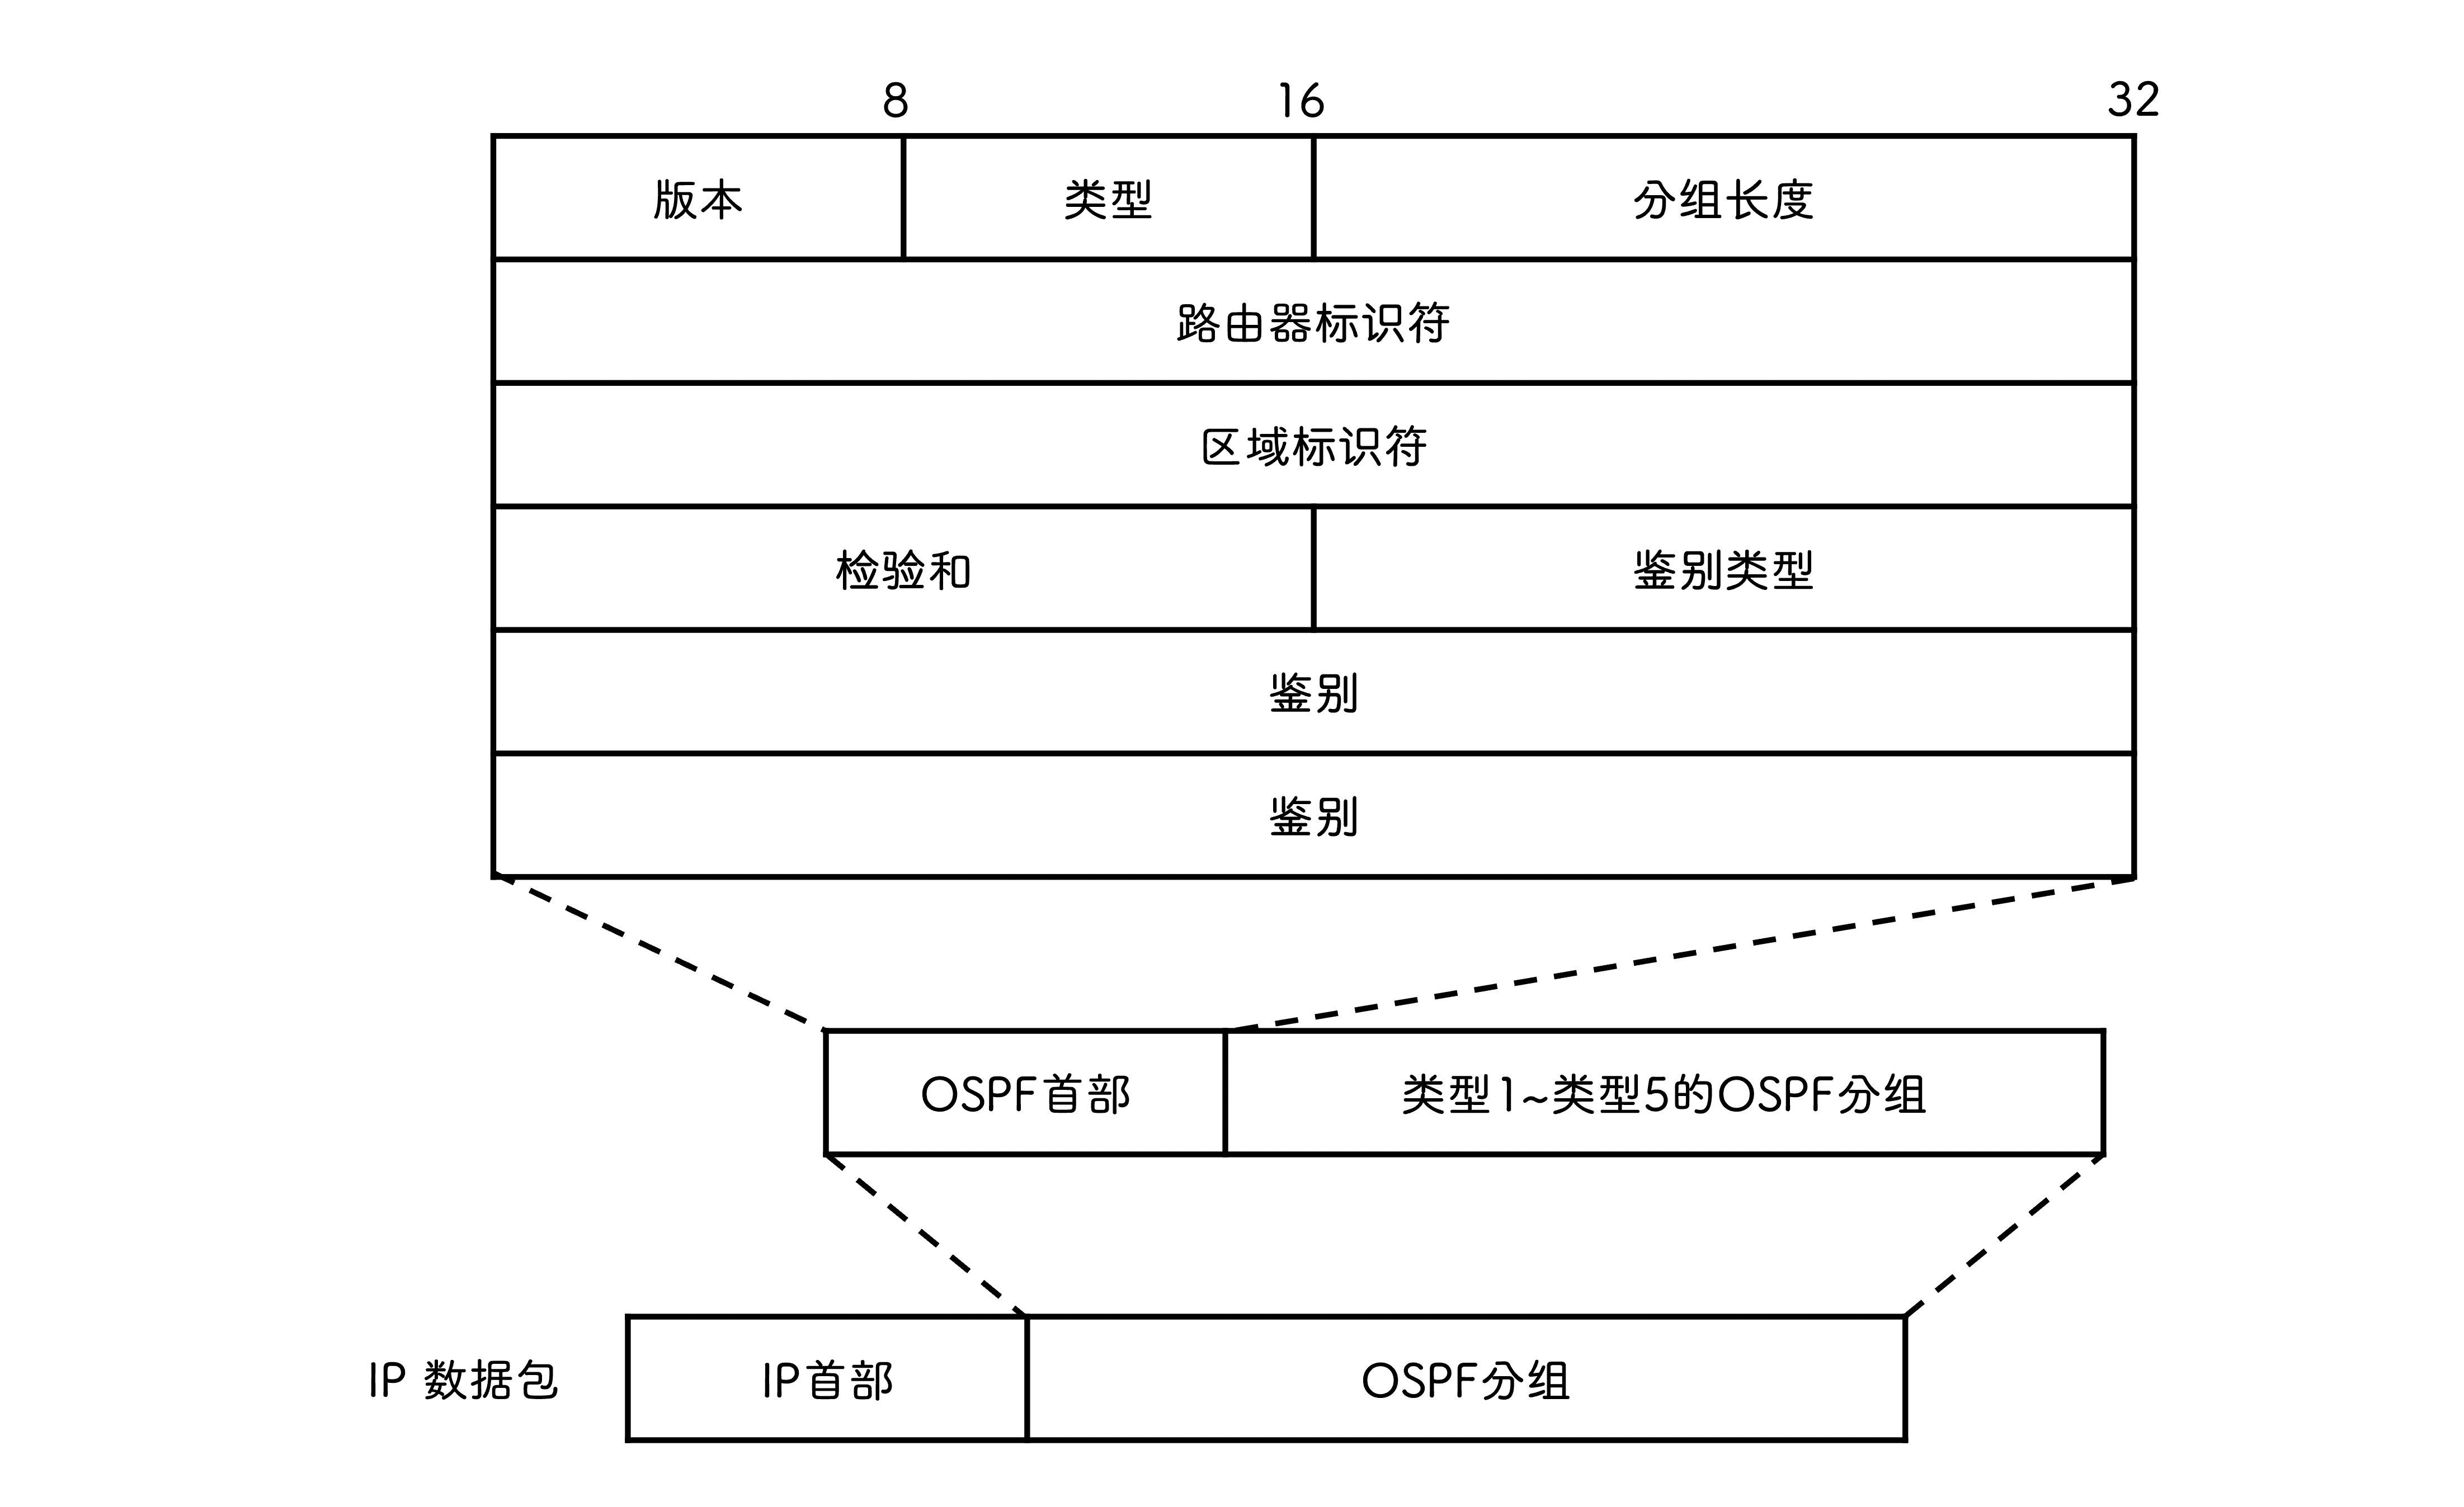 8 16 32
版本 类型 分组长度
路由器标识符
区域标识符
检验和 鉴别类型
鉴别
鉴别
OSPF首部 类型1~类型5的OSPF分组
IP 数据包 IP首部 OSPF分组